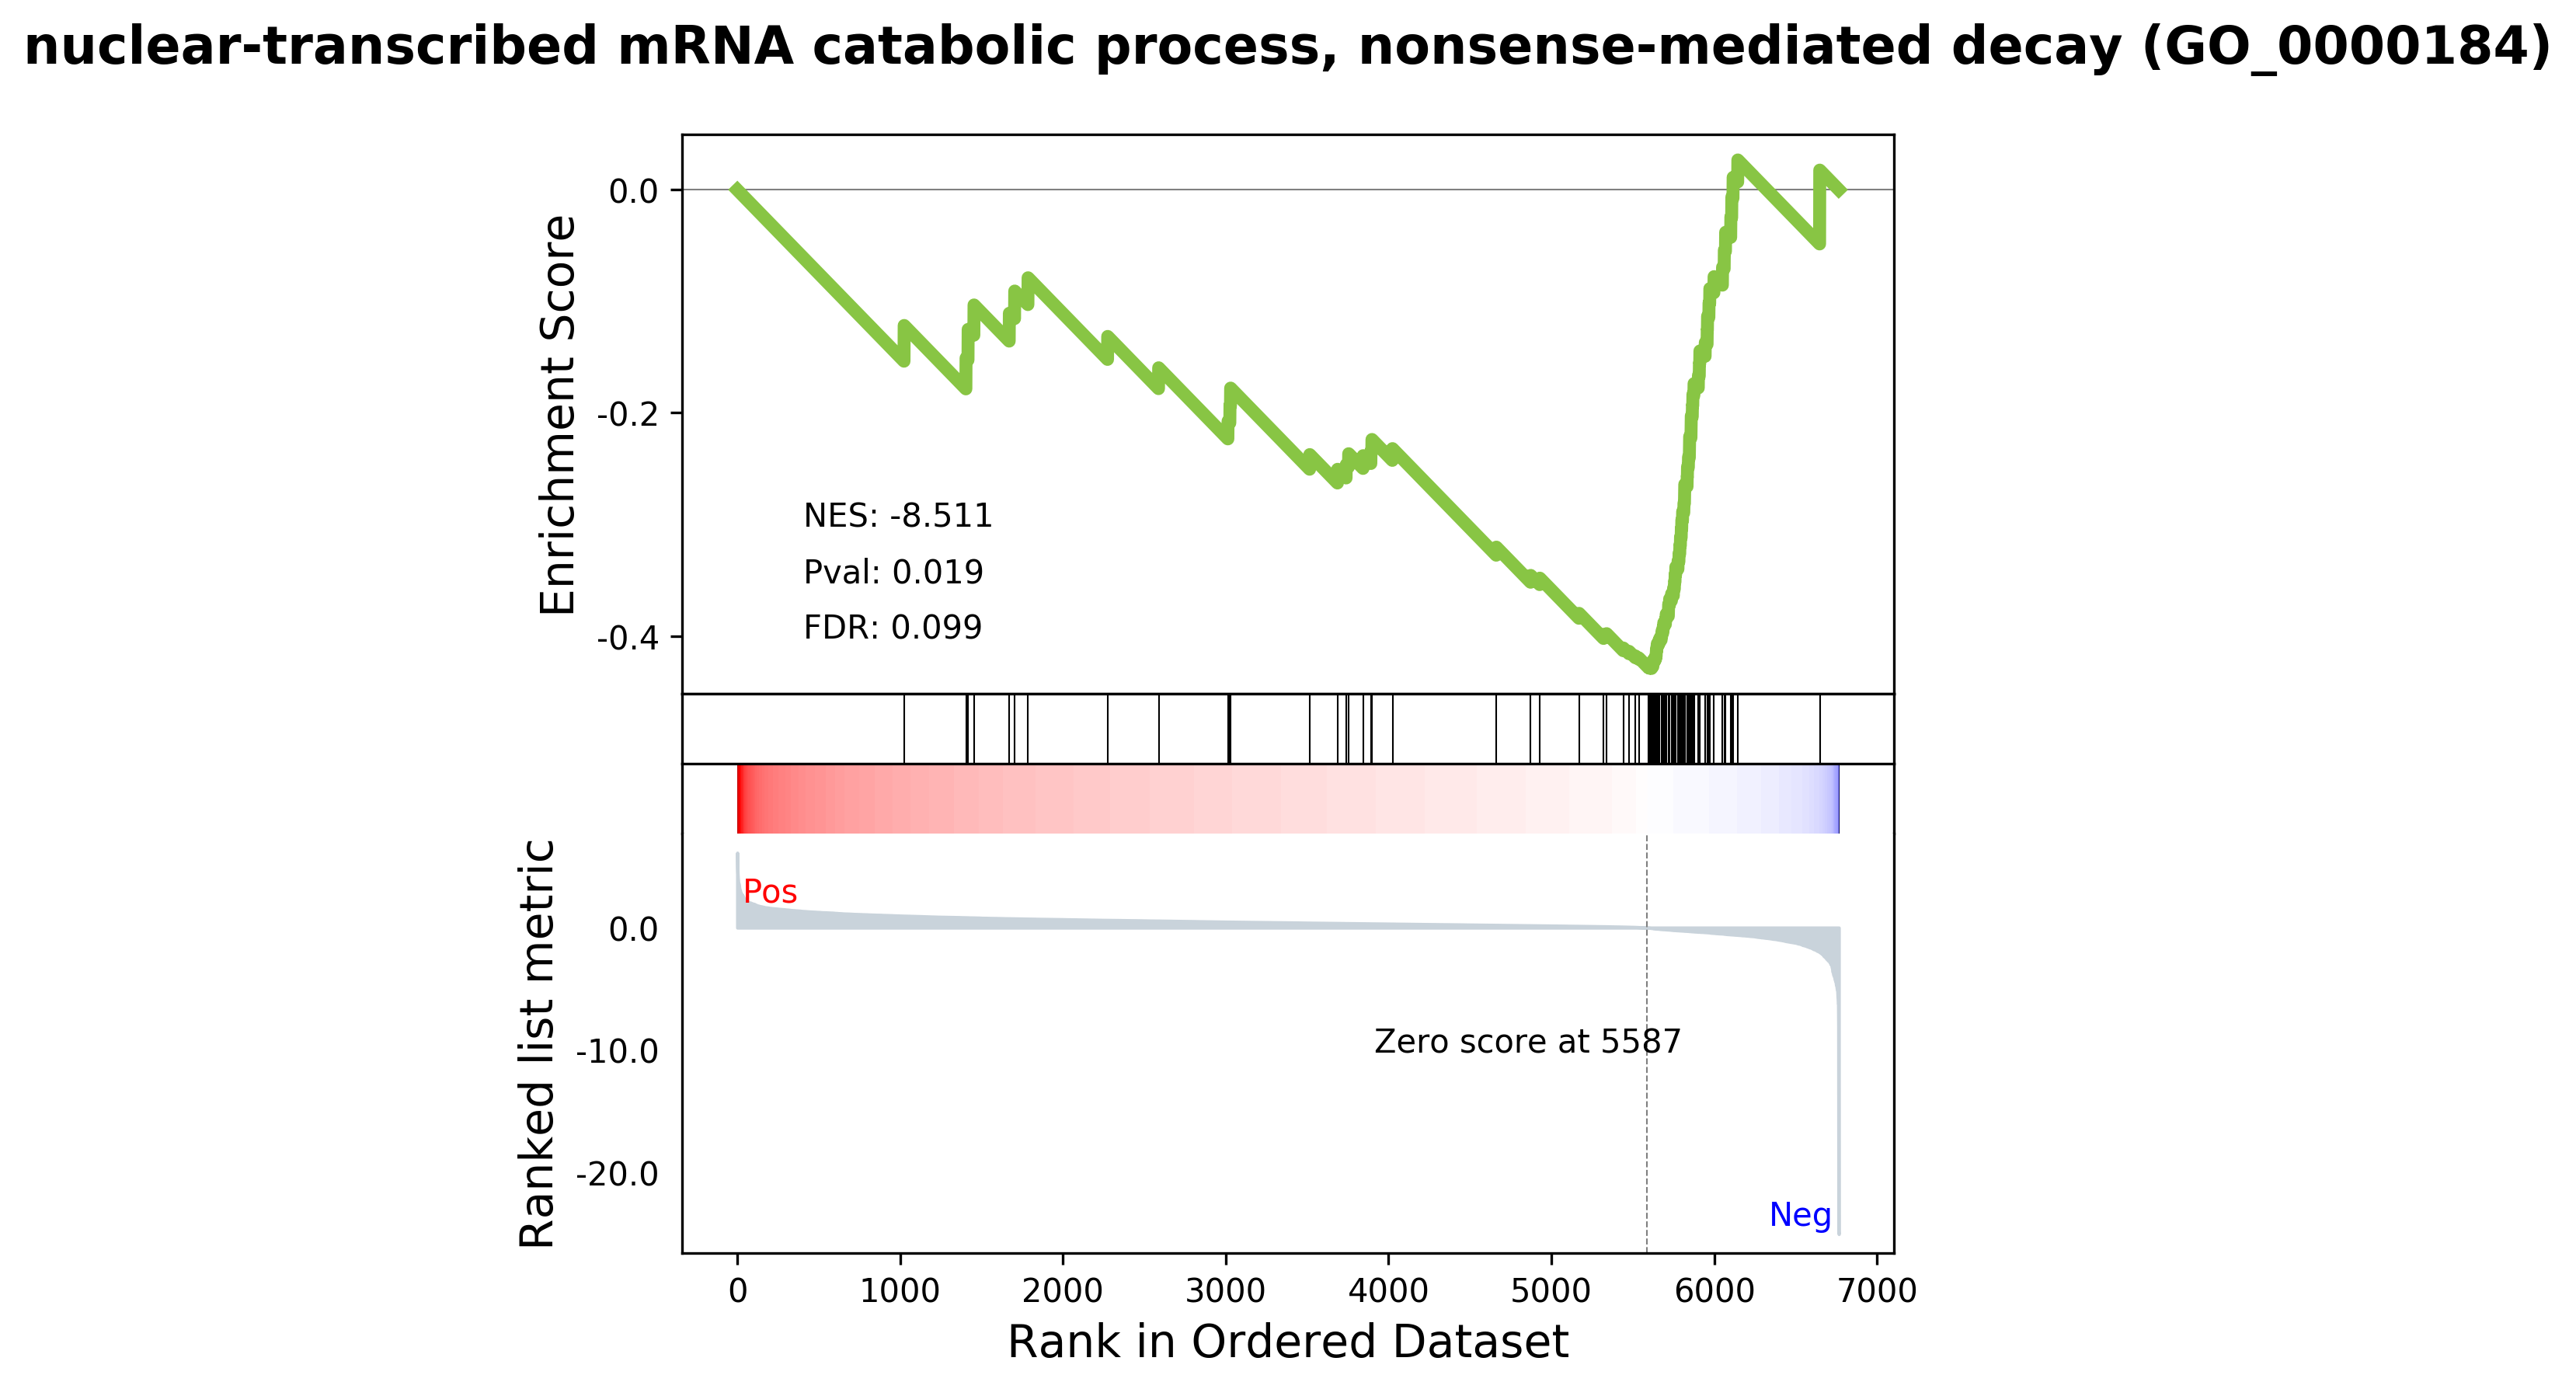 nuclear-transcribed mRNA catabolic process, nonsense-mediated decay (GO_0000184)
Enrichment Score
0.0
-0.2
-0.4
NES: -8.511
Pval: 0.019
FDR: 0.099
Ranked list metric
Pos
0.0
-10.0
-20.0
Zero score at 5587
Neg
0 1000 2000 3000 4000 5000 6000 7000
Rank in Ordered Dataset